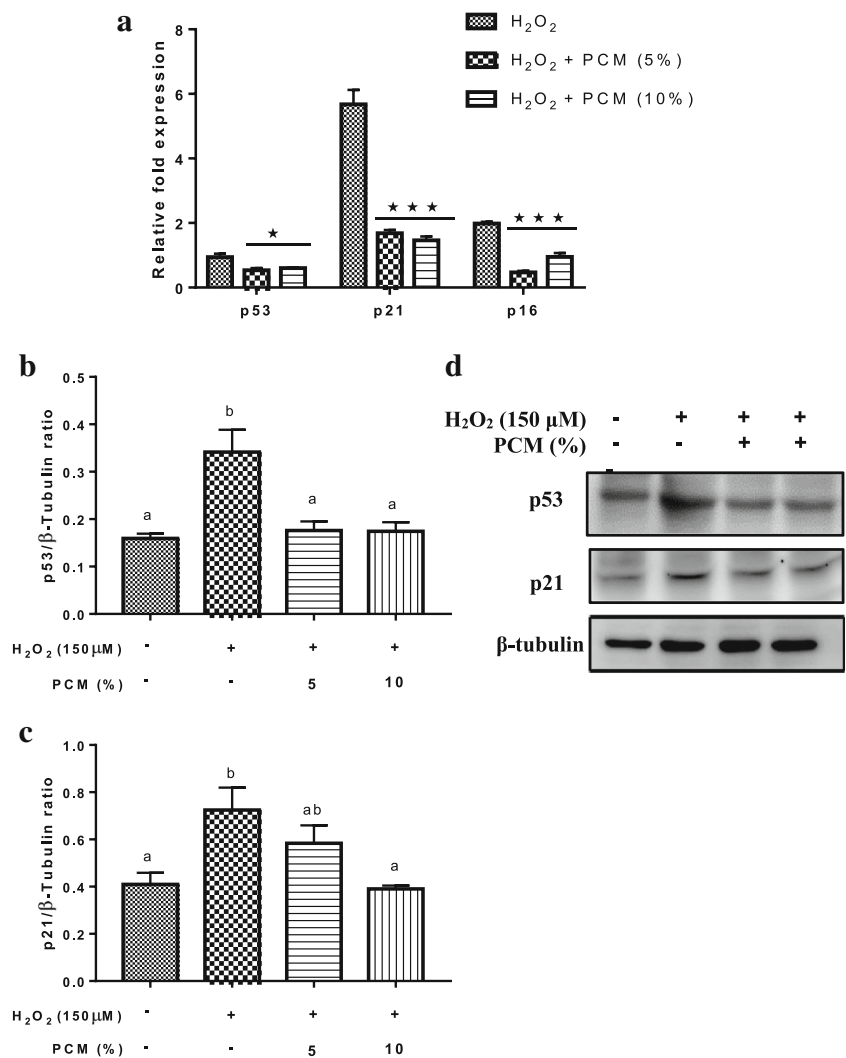 a
H₂O₂
H₂O₂ + PCM (5%)
H₂O₂ + PCM (10%)
Relative fold expression
8
6
4
2
0
★
★ ★ ★
★ ★ ★
p53 p21 p16
b
p53/β-Tubulin ratio
0.5
0.4
0.3
0.2
0.1
0.0
a b a a
H₂O₂ (150 μM) - + + +
PCM (%) - - 5 10
c
p21/β-Tubulin ratio
1.0
0.8
0.6
0.4
0.2
0.0
a b ab a
H₂O₂ (150 μM) - + + +
PCM (%) - - 5 10
d
H₂O₂ (150 μM) - + + +
PCM (%) - - + +
p53
p21
β-tubulin